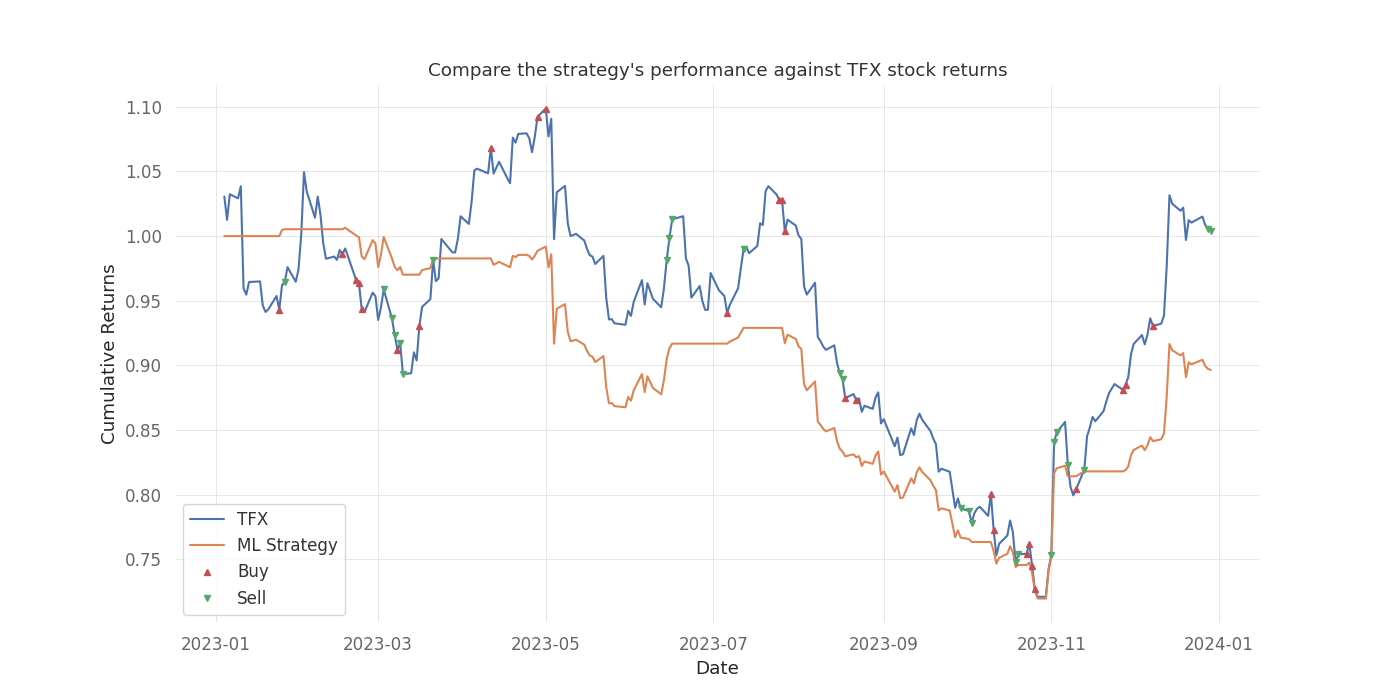 Compare the strategy's performance against TFX stock returns
1.10
1.05
1.00
0.95
0.90
0.85
0.80
0.75
Cumulative Returns
TFX
ML Strategy
Buy
Sell
2023-01 2023-03 2023-05 2023-07 2023-09 2023-11 2024-01
Date